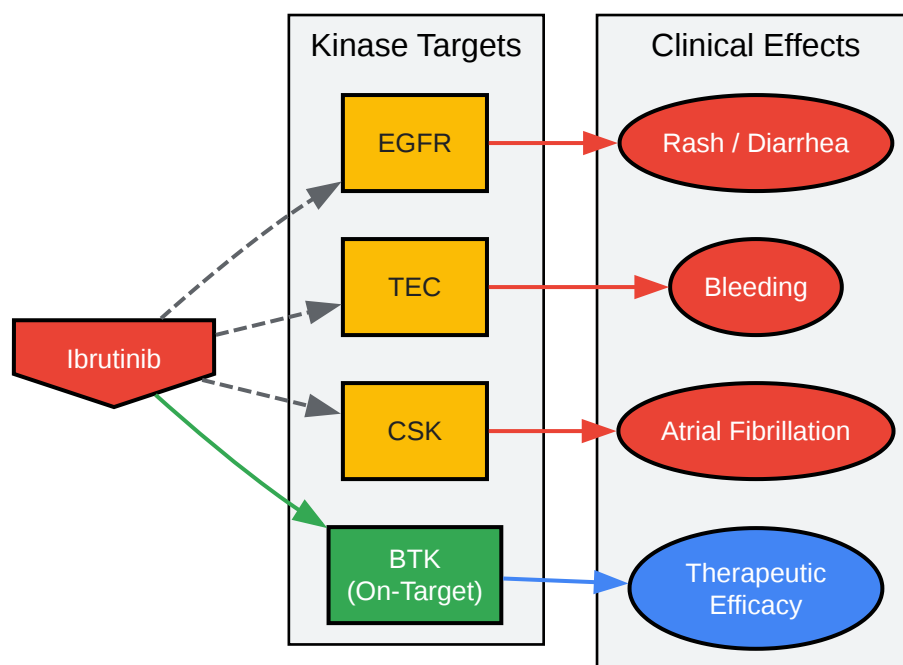 Kinase Targets
Clinical Effects
EGFR
Rash / Diarrhea
TEC
Bleeding
Ibrutinib
CSK
Atrial Fibrillation
BTK
(On-Target)
Therapeutic
Efficacy